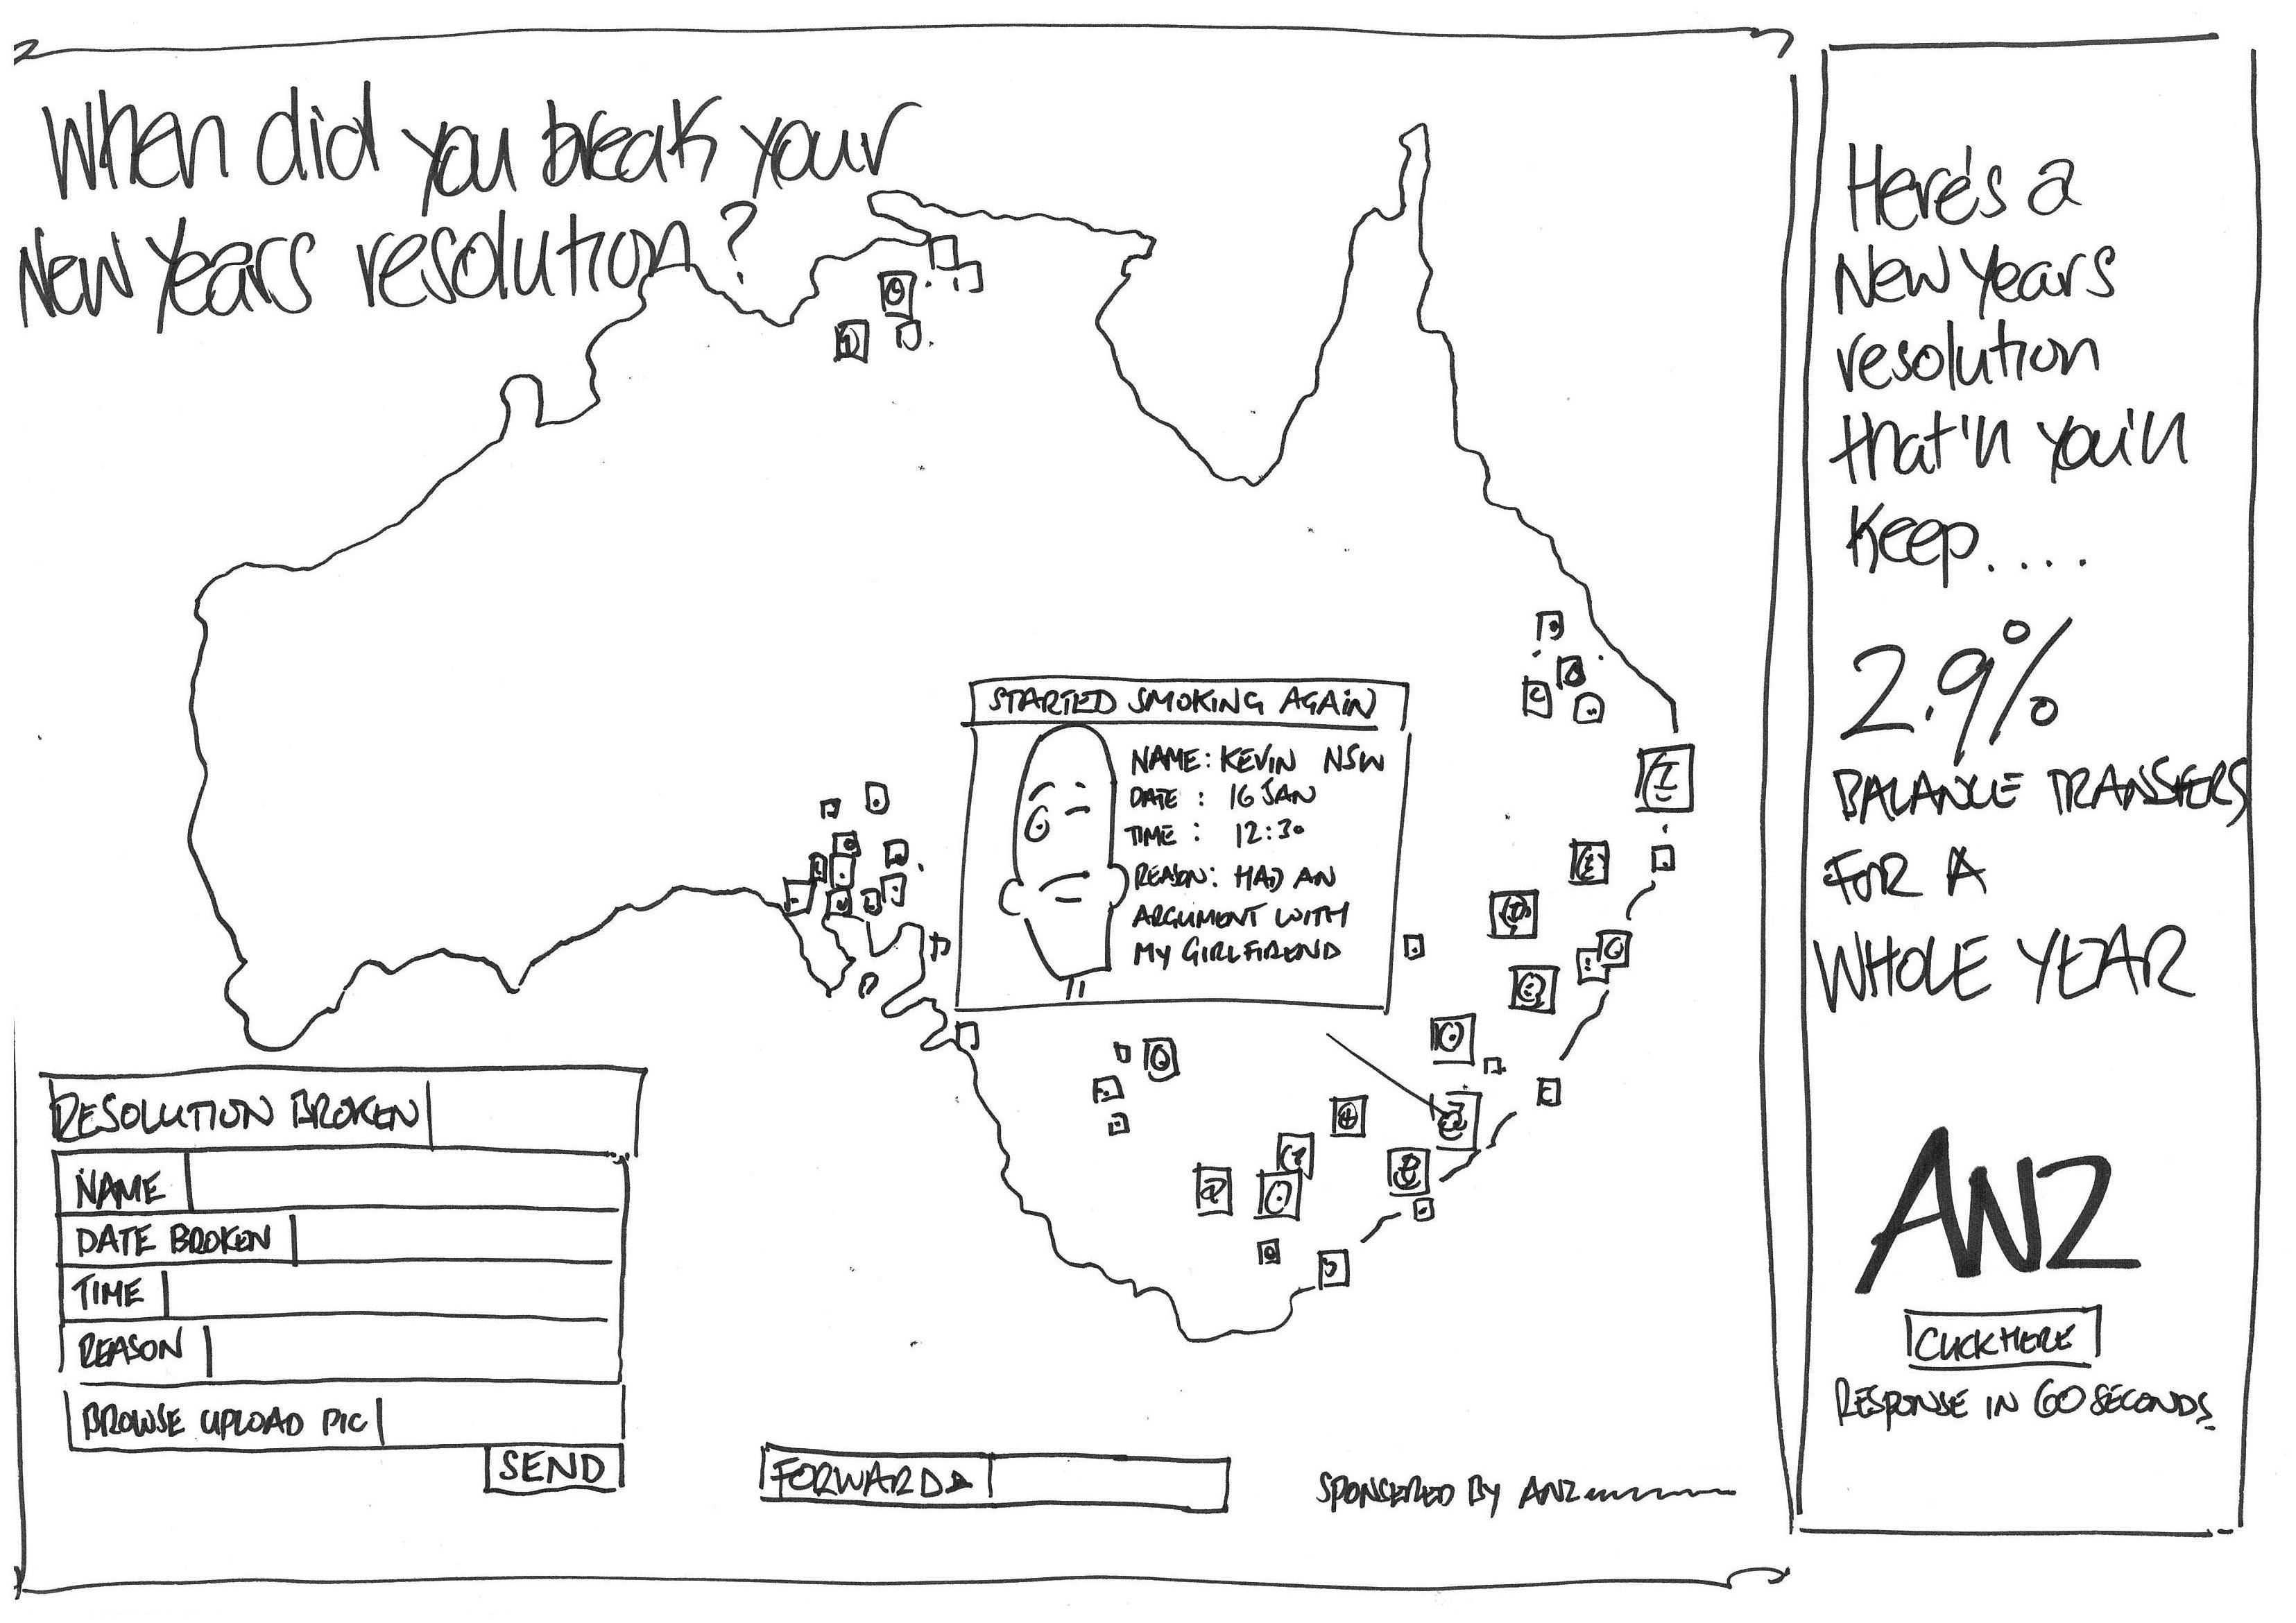 When did you break your
New Years resolution?
STARTED SMOKING AGAIN
NAME: KEVIN NSW
DATE : 16 JAN
TIME : 12:30
REASON: HAD AN
ARGUMENT WITH
MY GIRLFIREND
RESOLUTION BROKEN
NAME
DATE BROKEN
TIME
REASON
BROWSE UPLOAD PIC
SEND
FORWARD
SPONSERED BY ANZ
Here's a
New Years
resolution
that'll you'll
Keep....
2.9%
BALANCE TRANSFERS
FOR A
WHOLE YEAR
ANZ
CLICK HERE
RESPONSE IN 60 SECONDS